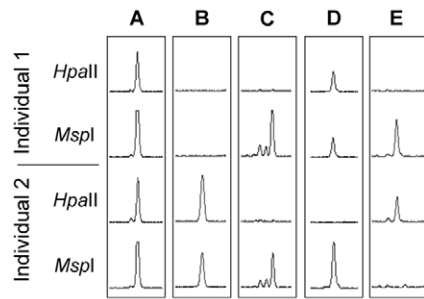 A B C D E
Individual 1
HpaII
MspI
Individual 2
HpaII
MspI